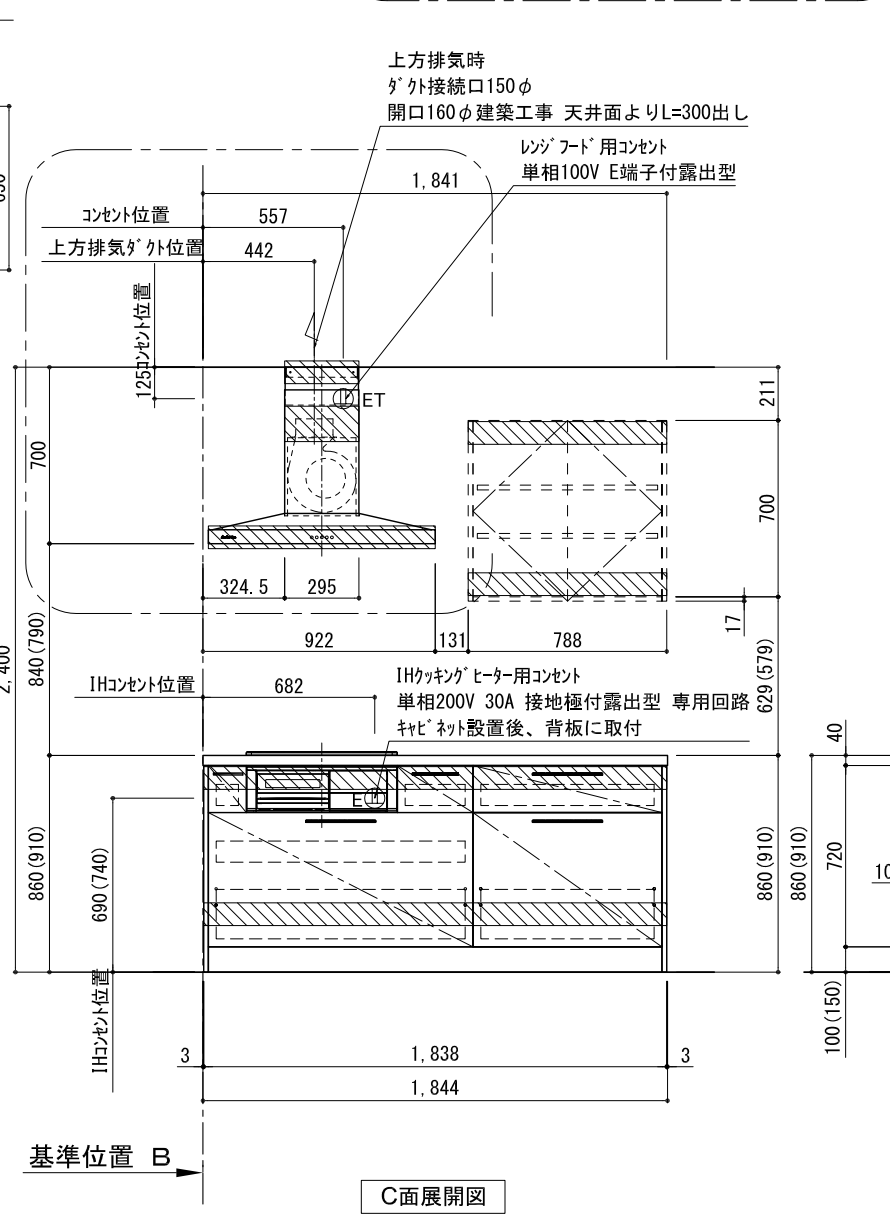 上方排気時
ﾀﾞｸﾄ接続口150φ
開口160φ建築工事 天井面よりL=300出し
ﾚﾝｼﾞﾌｰﾄﾞ用ｺﾝｾﾝﾄ
単相100V E端子付露出型
1,841
ｺﾝｾﾝﾄ位置 557
上方排気ﾀﾞｸﾄ位置 442
125ｺﾝｾﾝﾄ位置
ET
211
700
700
324.5 295
17
922 131 788
840(790)
629(579)
2,400
IHｺﾝｾﾝﾄ位置 682
IHｸｯｷﾝｸﾞﾋｰﾀｰ用ｺﾝｾﾝﾄ
単相200V 30A 接地極付露出型 専用回路
ｷｬﾋﾞﾈｯﾄ設置後、背板に取付
40
E
860(910)
690(740)
860(910)
860(910)
720
IHｺﾝｾﾝﾄ位置
100(150)
3 1,838 3
1,844
基準位置 B
C面展開図